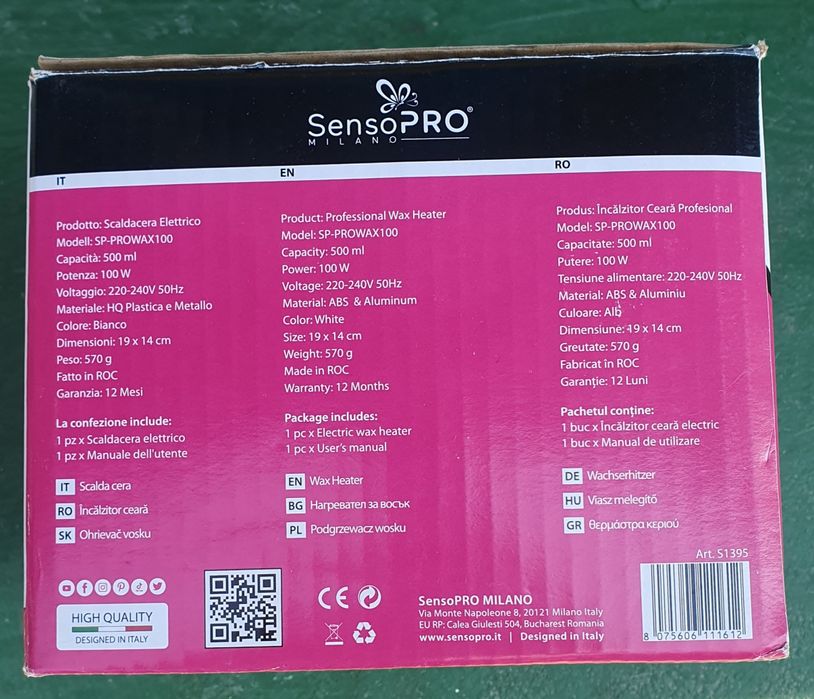 SensoPRO®
MILANO
IT
Prodotto: Scaldacera Elettrico
Modell: SP-PROWAX100
Capacità: 500 ml
Potenza: 100 W
Voltaggio: 220-240V 50Hz
Materiale: HQ Plastica e Metallo
Colore: Bianco
Dimensioni: 19 x 14 cm
Peso: 570 g
Fatto in ROC
Garanzia: 12 Mesi
La confezione include:
1 pz x Scaldacera elettrico
1 pz x Manuale dell'utente
IT Scalda cera
RO Încălzitor ceară
SK Ohrievač vosku
EN
Product: Professional Wax Heater
Model: SP-PROWAX100
Capacity: 500 ml
Power: 100 W
Voltage: 220-240V 50Hz
Material: ABS & Aluminum
Color: White
Size: 19 x 14 cm
Weight: 570 g
Made in ROC
Warranty: 12 Months
Package includes:
1 pc x Electric wax heater
1 pc x User's manual
EN Wax Heater
BG Нагревател за восък
PL Podgrzewacz wosku
RO
Produs: Încălzitor Ceară Profesional
Model: SP-PROWAX100
Capacitate: 500 ml
Putere: 100 W
Tensiune alimentare: 220-240V 50Hz
Material: ABS & Aluminiu
Culoare: Alb
Dimensiune: 19 x 14 cm
Greutate: 570 g
Fabricat în ROC
Garanție: 12 Luni
Pachetul conține:
1 buc x Încălzitor ceară electric
1 buc x Manual de utilizare
DE Wachserhitzer
HU Viasz melegítő
GR θερμάστρα κεριού
Art. S1395
HIGH QUALITY
DESIGNED IN ITALY
CE
SensoPRO MILANO
Via Monte Napoleone 8, 20121 Milano Italy
EU RP: Calea Giulesti 504, Bucharest Romania
www.sensopro.it | Designed in Italy
8 075606 111612